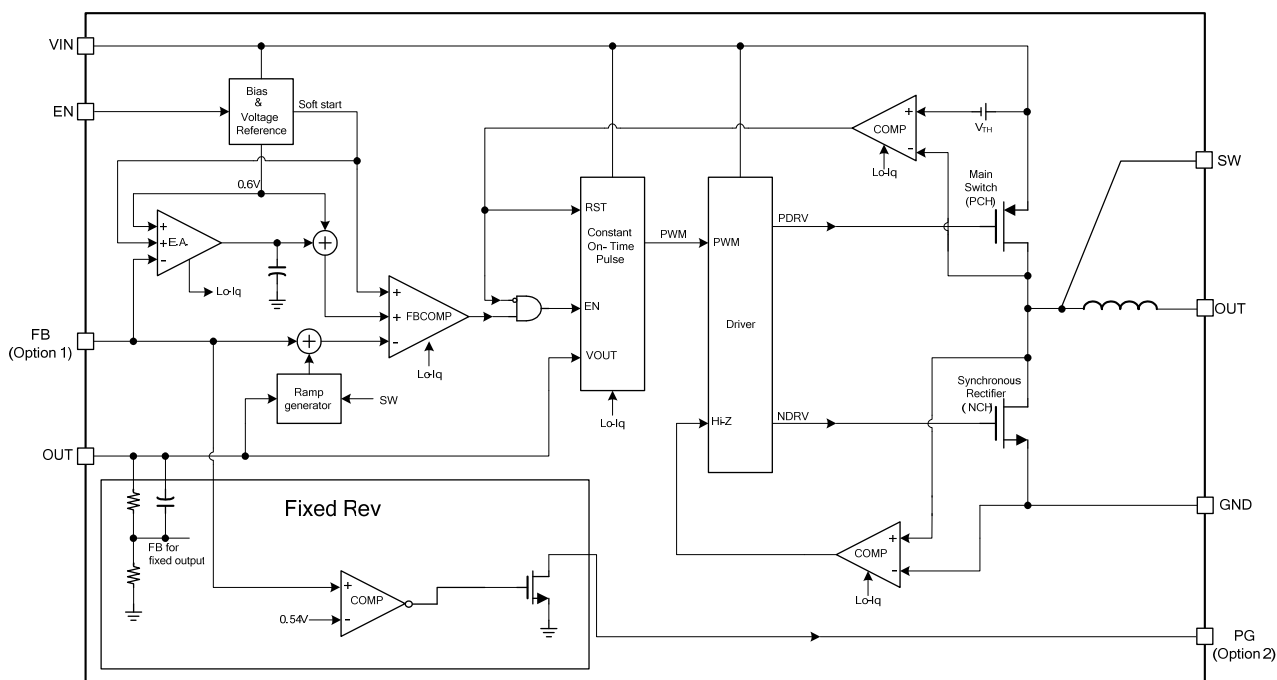 VIN
EN
Bias
&
Voltage
Reference
Soft start
0.6V
+
+
-
E.A.
Lo-Iq
+
FB
(Option 1)
+
Ramp
generator
SW
+
+
-
FBCOMP
Lo-Iq
RST
Constant
On-Time
Pulse
EN
VOUT
Lo-Iq
PWM
PWM
Driver
Hi-Z
PDRV
NDRV
+
-
COMP
Lo-Iq
VTH
Main
Switch
(PCH)
SW
OUT
Synchronous
Rectifier
(NCH)
+
-
COMP
Lo-Iq
GND
OUT
FB for
fixed output
Fixed Rev
+
-
COMP
0.54V
PG
(Option 2)